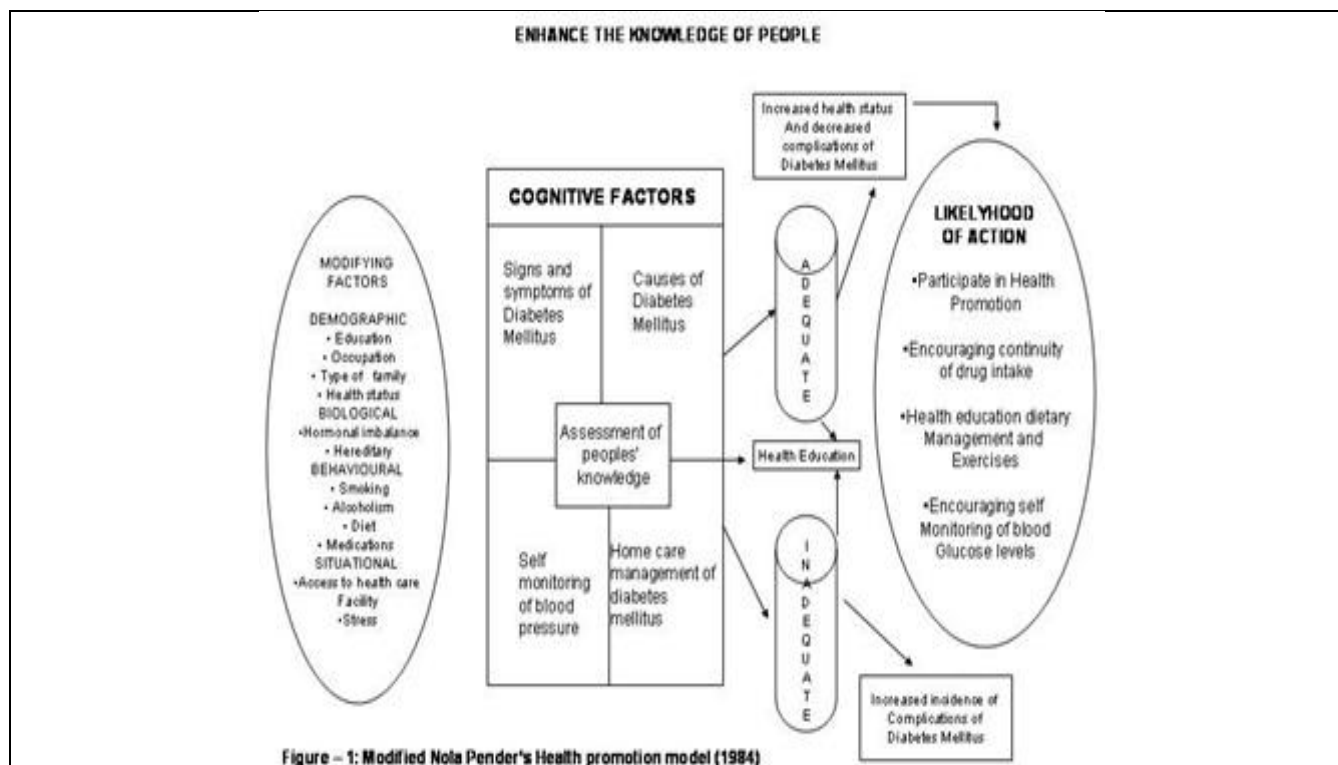 ENHANCE THE KNOWLEDGE OF PEOPLE
MODIFYING
FACTORS
DEMOGRAPHIC
• Education
• Occupation
• Type of family
• Health status
BIOLOGICAL
•Hormonal imbalance
• Hereditary
BEHAVIOURAL
• Smoking
• Alcoholism
• Diet
• Medications
SITUATIONAL
•Access to health care
Facility
•Stress
COGNITIVE FACTORS
Signs and
symptoms of
Diabetes
Mellitus
Causes of
Diabetes
Mellitus
Assessment of
peoples'
knowledge
Self
monitoring
of blood
pressure
Home care
management of
diabetes
mellitus
ADEQUATE
Health Education
INADEQUATE
Increased health status
And decreased
complications of
Diabetes Mellitus
Increased incidence of
Complications of
Diabetes Mellitus
LIKELYHOOD
OF ACTION
•Participate in Health
Promotion
•Encouraging continuity
of drug intake
•Health education dietary
Management and
Exercises
•Encouraging self
Monitoring of blood
Glucose levels
Figure – 1: Modified Nola Pender's Health promotion model (1984)